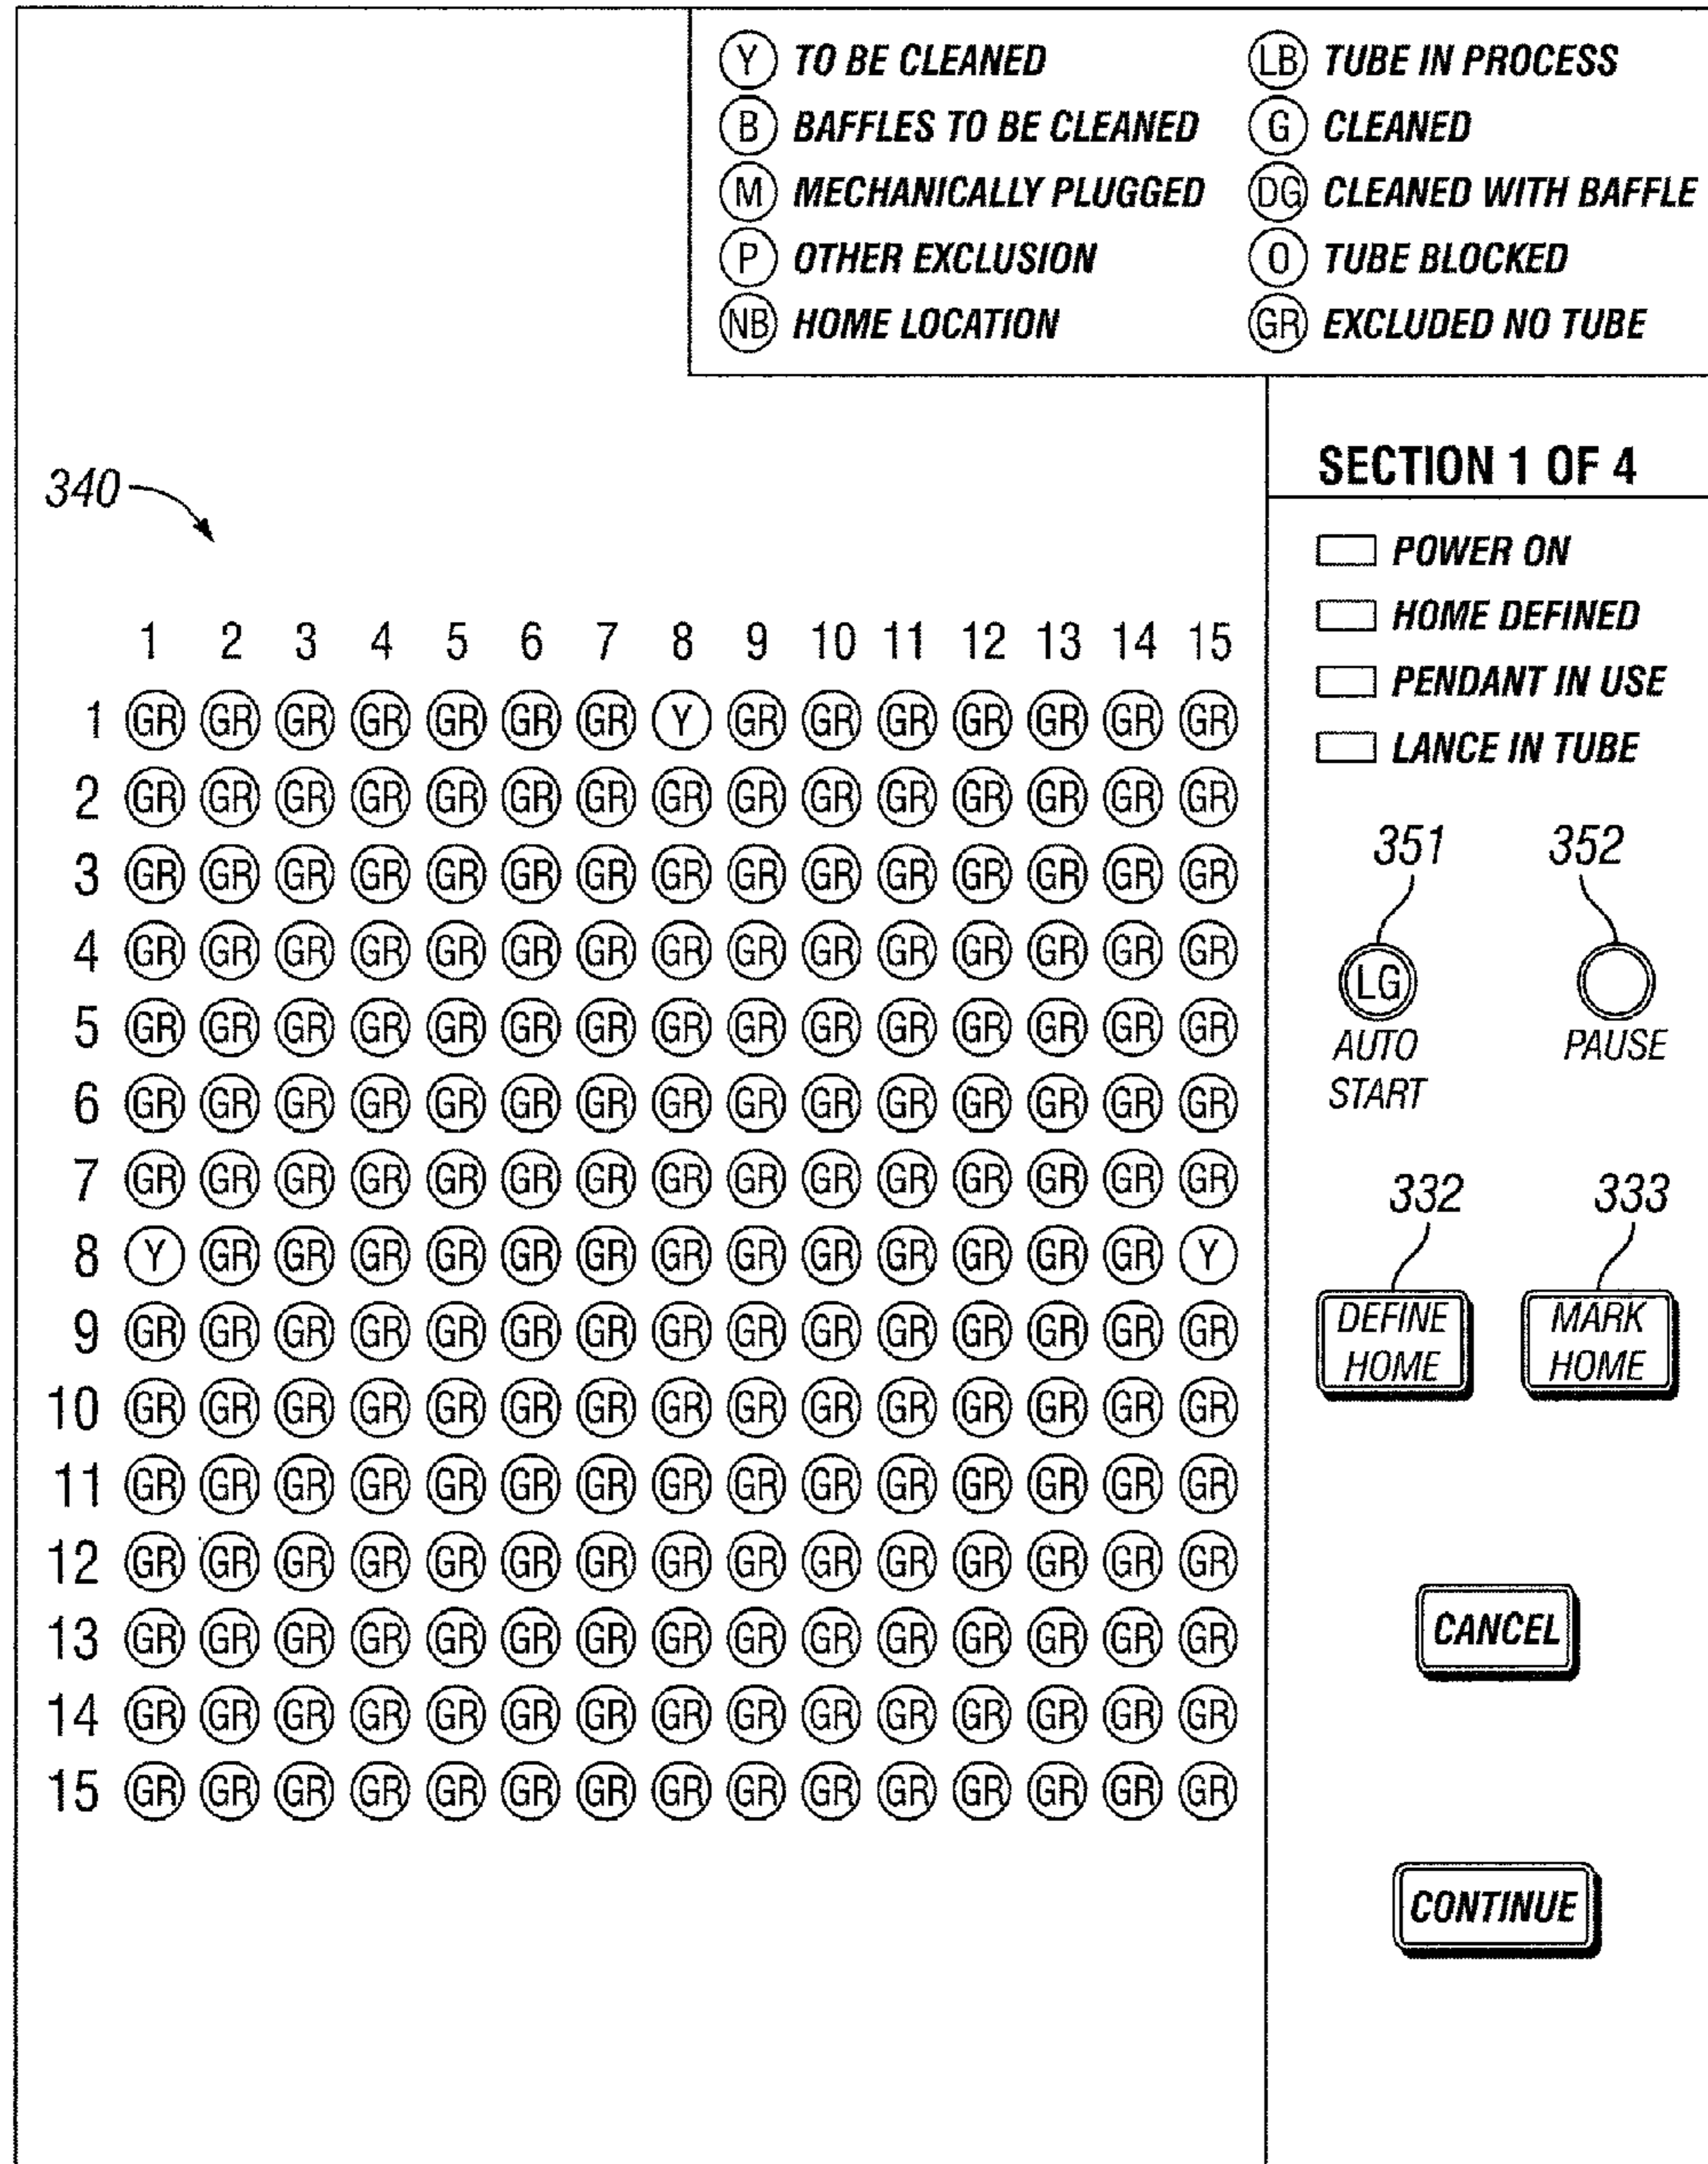 Y TO BE CLEANED LB TUBE IN PROCESS
B BAFFLES TO BE CLEANED G CLEANED
M MECHANICALLY PLUGGED DG CLEANED WITH BAFFLE
P OTHER EXCLUSION O TUBE BLOCKED
NB HOME LOCATION GR EXCLUDED NO TUBE
340
1 2 3 4 5 6 7 8 9 10 11 12 13 14 15
1 GR GR GR GR GR GR GR Y GR GR GR GR GR GR GR
2 GR GR GR GR GR GR GR GR GR GR GR GR GR GR GR
3 GR GR GR GR GR GR GR GR GR GR GR GR GR GR GR
4 GR GR GR GR GR GR GR GR GR GR GR GR GR GR GR
5 GR GR GR GR GR GR GR GR GR GR GR GR GR GR GR
6 GR GR GR GR GR GR GR GR GR GR GR GR GR GR GR
7 GR GR GR GR GR GR GR GR GR GR GR GR GR GR GR
8 Y GR GR GR GR GR GR GR GR GR GR GR GR GR Y
9 GR GR GR GR GR GR GR GR GR GR GR GR GR GR GR
10 GR GR GR GR GR GR GR GR GR GR GR GR GR GR GR
11 GR GR GR GR GR GR GR GR GR GR GR GR GR GR GR
12 GR GR GR GR GR GR GR GR GR GR GR GR GR GR GR
13 GR GR GR GR GR GR GR GR GR GR GR GR GR GR GR
14 GR GR GR GR GR GR GR GR GR GR GR GR GR GR GR
15 GR GR GR GR GR GR GR GR GR GR GR GR GR GR GR
SECTION 1 OF 4
POWER ON
HOME DEFINED
PENDANT IN USE
LANCE IN TUBE
351 352
LG
AUTO PAUSE
START
332 333
DEFINE MARK
HOME HOME
CANCEL
CONTINUE